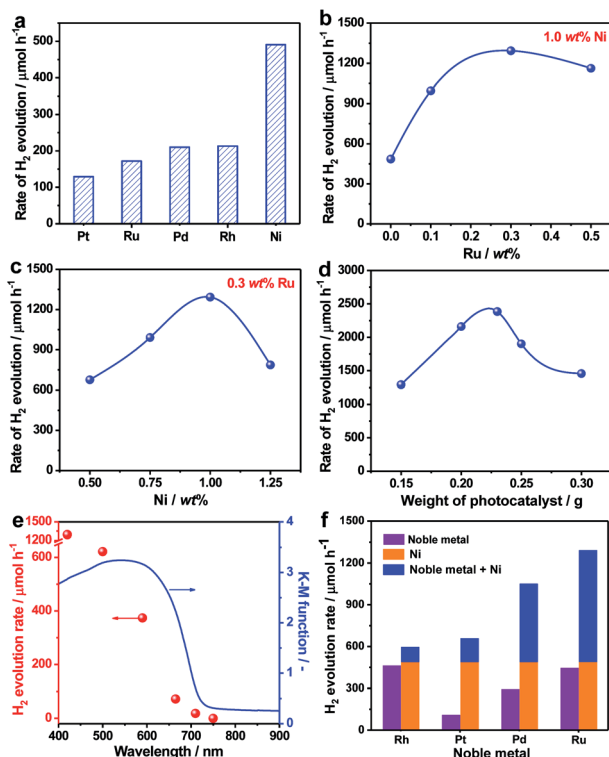 a
Rate of H2 evolution / μmol h-1
500
400
300
200
100
0
Pt Ru Pd Rh Ni
b
1.0 wt% Ni
Rate of H2 evolution / μmol h-1
1500
1200
900
600
300
0
0.0 0.1 0.2 0.3 0.4 0.5
Ru / wt%
c
0.3 wt% Ru
Rate of H2 evolution / μmol h-1
1500
1200
900
600
300
0
0.50 0.75 1.00 1.25
Ni / wt%
d
Rate of H2 evolution / μmol h-1
3000
2500
2000
1500
1000
500
0
0.15 0.20 0.25 0.30
Weight of photocatalyst / g
e
H2 evolution rate / μmol h-1
1500
1200
600
400
200
0
4
3
2
1
0
K-M function / -
400 500 600 700 800 900
Wavelength / nm
f
Noble metal
Ni
Noble metal + Ni
H2 evolution rate / μmol h-1
1500
1200
900
600
300
0
Rh Pt Pd Ru
Noble metal